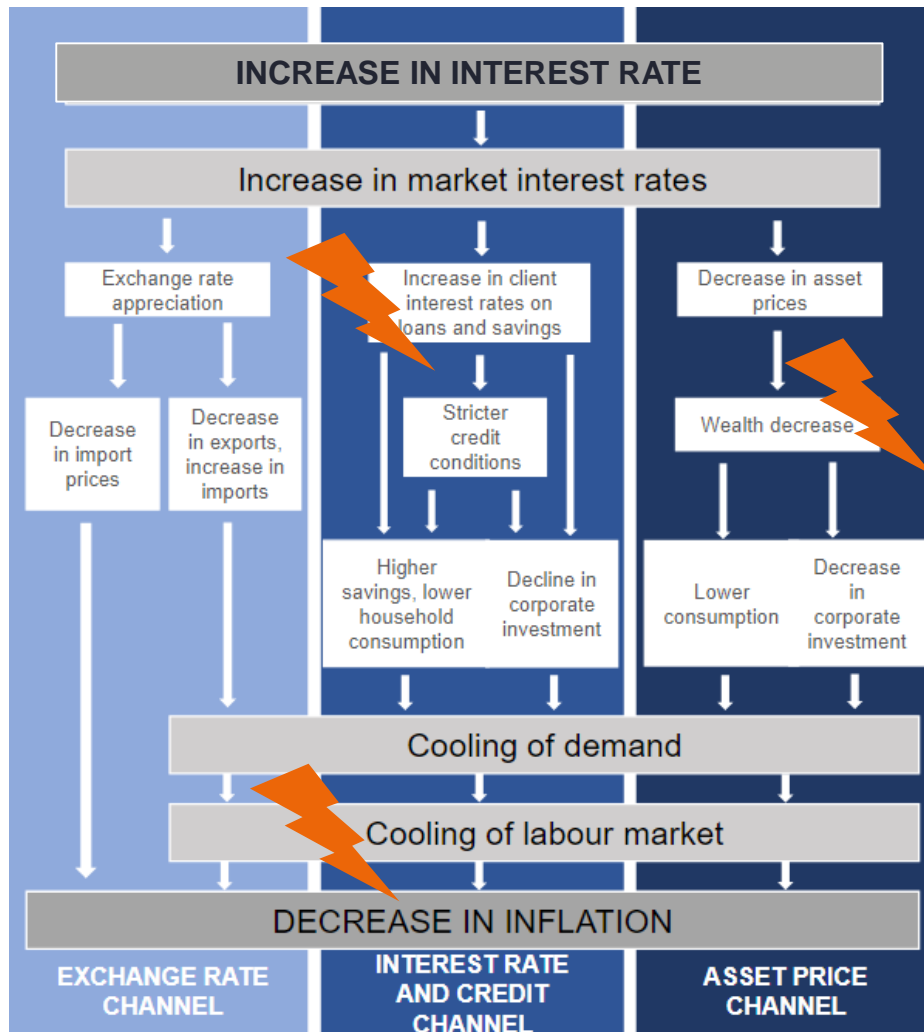 INCREASE IN INTEREST RATE
Increase in market interest rates
Exchange rate
appreciation
Increase in client
interest rates on
loans and savings
Decrease in asset
prices
Decrease
in import
prices
Decrease
in exports,
increase in
imports
Stricter
credit
conditions
Wealth decrease
Higher
savings, lower
household
consumption
Decline in
corporate
investment
Lower
consumption
Decrease
in
corporate
investment
Cooling of demand
Cooling of labour market
DECREASE IN INFLATION
EXCHANGE RATE
CHANNEL
INTEREST RATE
AND CREDIT
CHANNEL
ASSET PRICE
CHANNEL